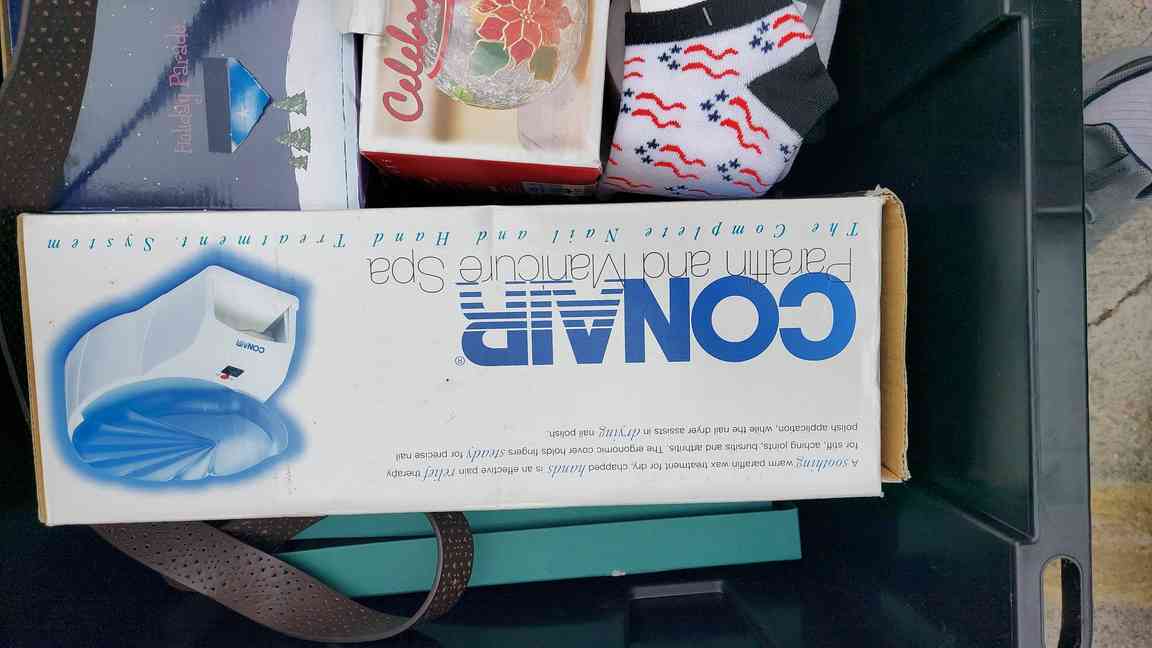 Holiday Parade
Celebra
The Complete Nail and Hand Treatment System
Paraffin and Manicure Spa
CONAIR®
CONAIR
A soothing warm paraffin wax treatment for dry, chapped hands is an effective pain relief therapy
for stiff, aching joints, bursitis and arthritis. The ergonomic cover holds fingers steady for precise nail
polish application, while the nail dryer assists in drying nail polish.